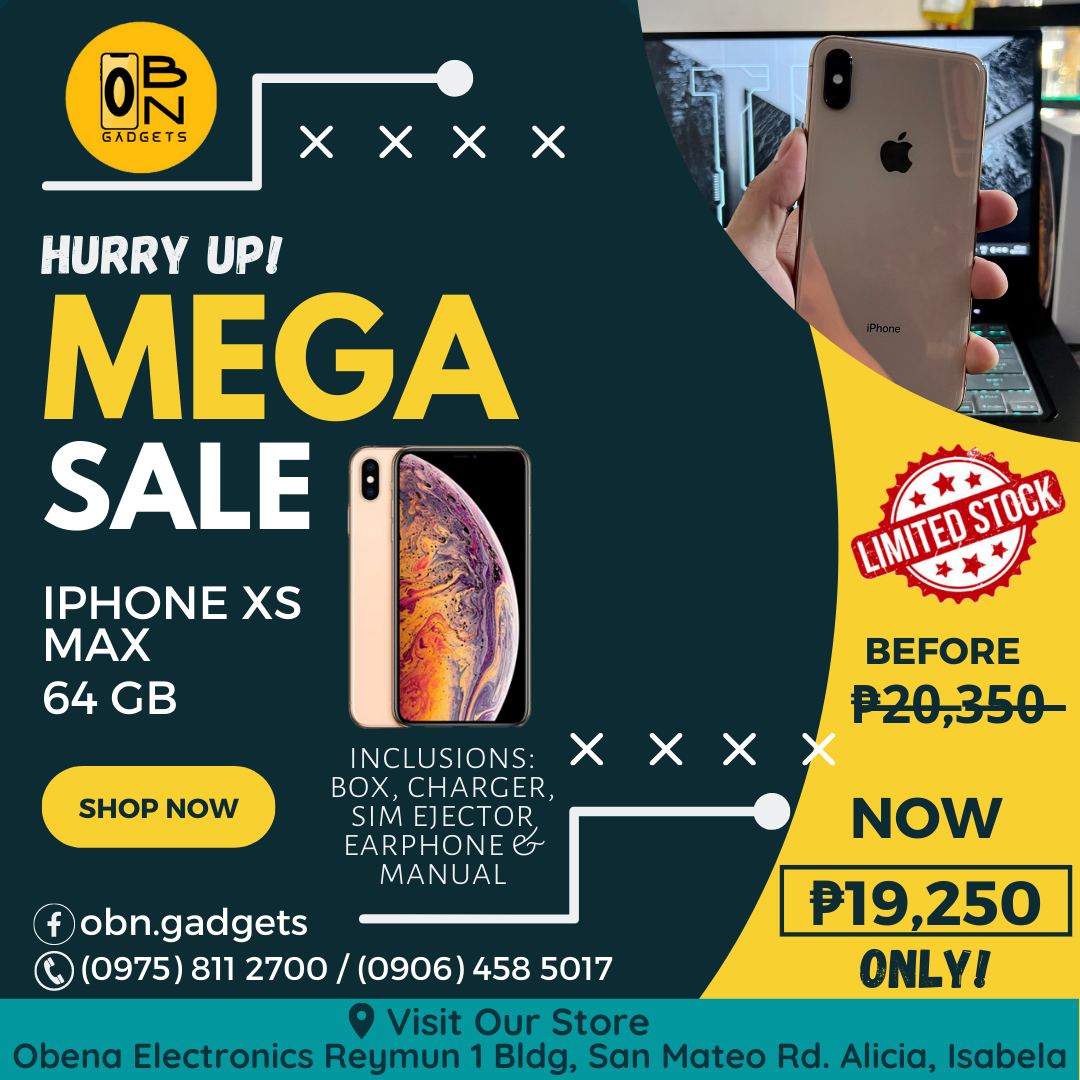 OBN
GADGETS
HURRY UP!
MEGA
SALE
IPHONE XS
MAX
64 GB
SHOP NOW
INCLUSIONS:
BOX, CHARGER,
SIM EJECTOR
EARPHONE &
MANUAL
obn.gadgets
(0975) 811 2700 / (0906) 458 5017
iPhone
LIMITED STOCK
BEFORE
₱20,350
NOW
₱19,250
ONLY!
Visit Our Store
Obena Electronics Reymun 1 Bldg, San Mateo Rd. Alicia, Isabela